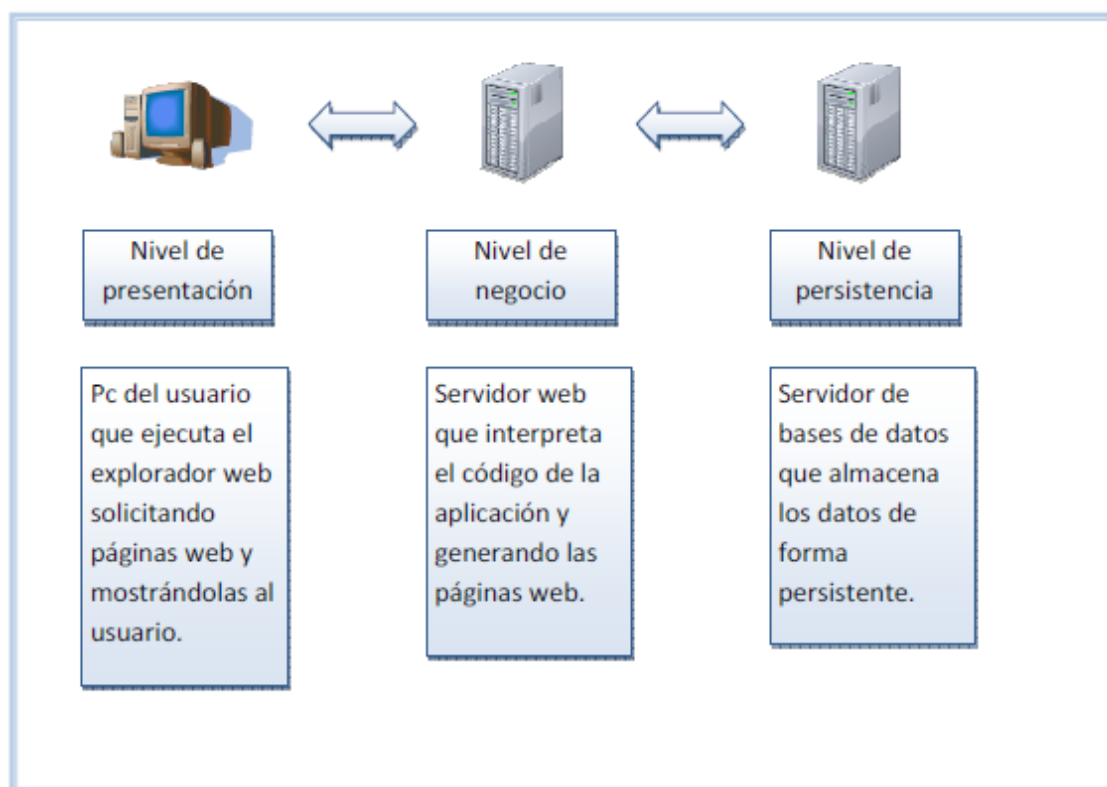 Nivel de
presentación
Nivel de
negocio
Nivel de
persistencia
Pc del usuario
que ejecuta el
explorador web
solicitando
páginas web y
mostrándolas al
usuario.
Servidor web
que interpreta
el código de la
aplicación y
generando las
páginas web.
Servidor de
bases de datos
que almacena
los datos de
forma
persistente.